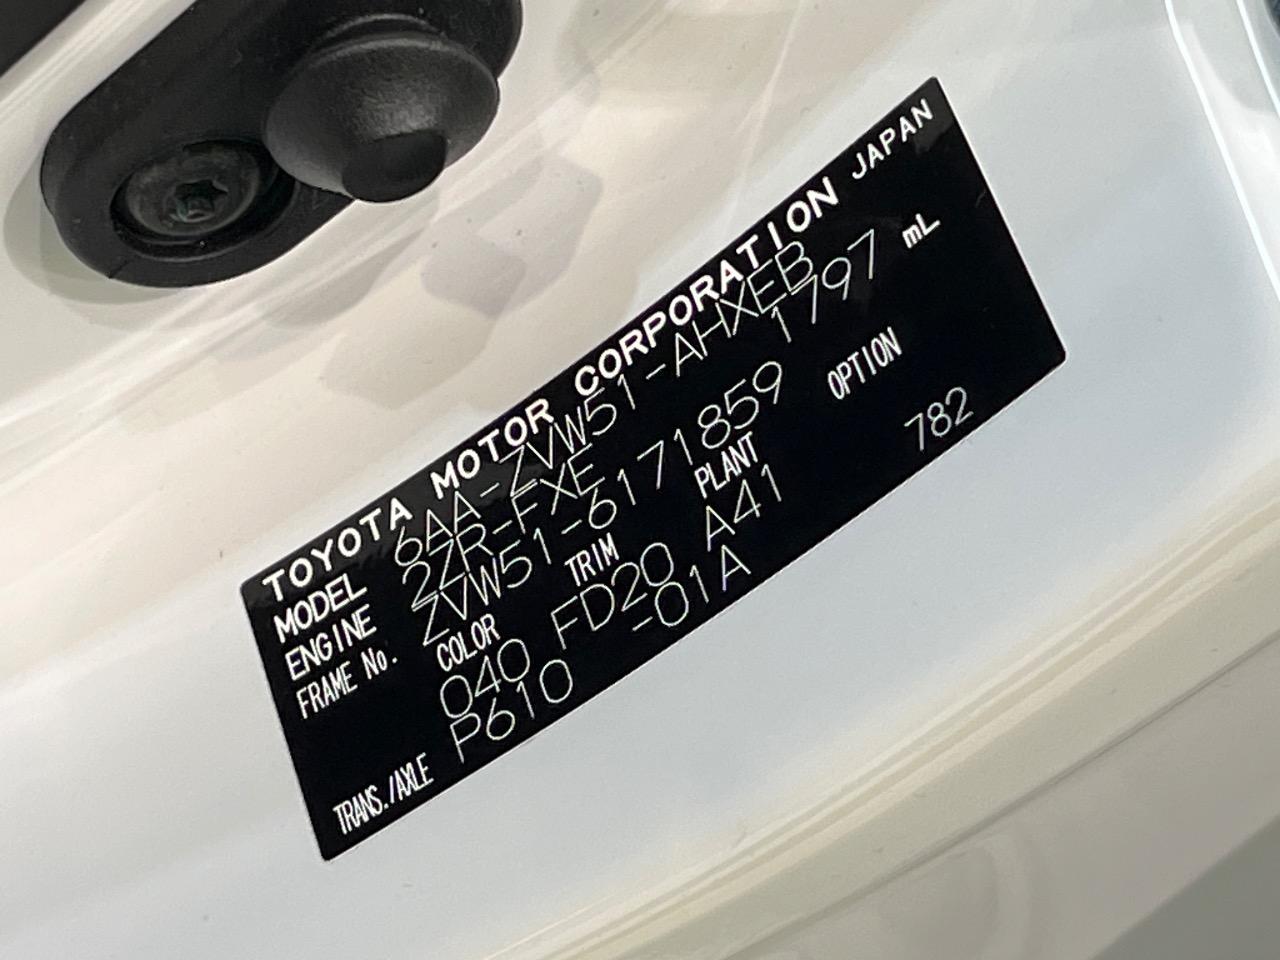 TOYOTA MOTOR CORPORATION JAPAN
MODEL 6AA-ZVW51-AHXEB
ENGINE 2ZR-FXE 1797 mL
FRAME No. ZVW51-6171859
COLOR TRIM PLANT OPTION
040 FD20 A41 782
TRANS./AXLE P610 -01A